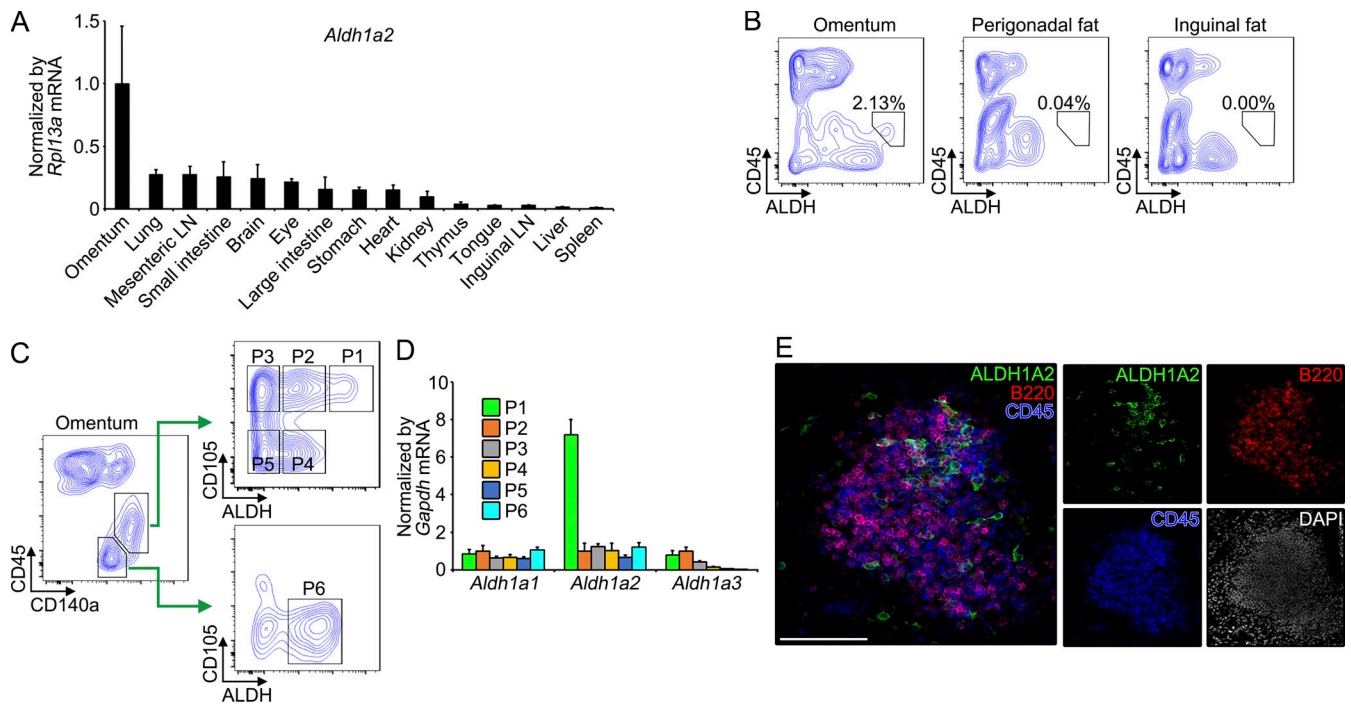 A
Aldh1a2
Normalized by
Rpl13a mRNA
1.5
1.0
0.5
0
Omentum
Lung
Mesenteric LN
Small intestine
Brain
Eye
Large intestine
Stomach
Heart
Kidney
Thymus
Tongue
Inguinal LN
Liver
Spleen
B
Omentum
Perigonadal fat
Inguinal fat
2.13%
0.04%
0.00%
CD45
ALDH
CD45
ALDH
CD45
ALDH
C
Omentum
CD45
CD140a
P3
P2
P1
P5
P4
CD105
ALDH
P6
CD105
ALDH
D
Normalized by
Gapdh mRNA
10
8
6
4
2
0
P1
P2
P3
P4
P5
P6
Aldh1a1
Aldh1a2
Aldh1a3
E
ALDH1A2
B220
CD45
ALDH1A2
B220
CD45
DAPI